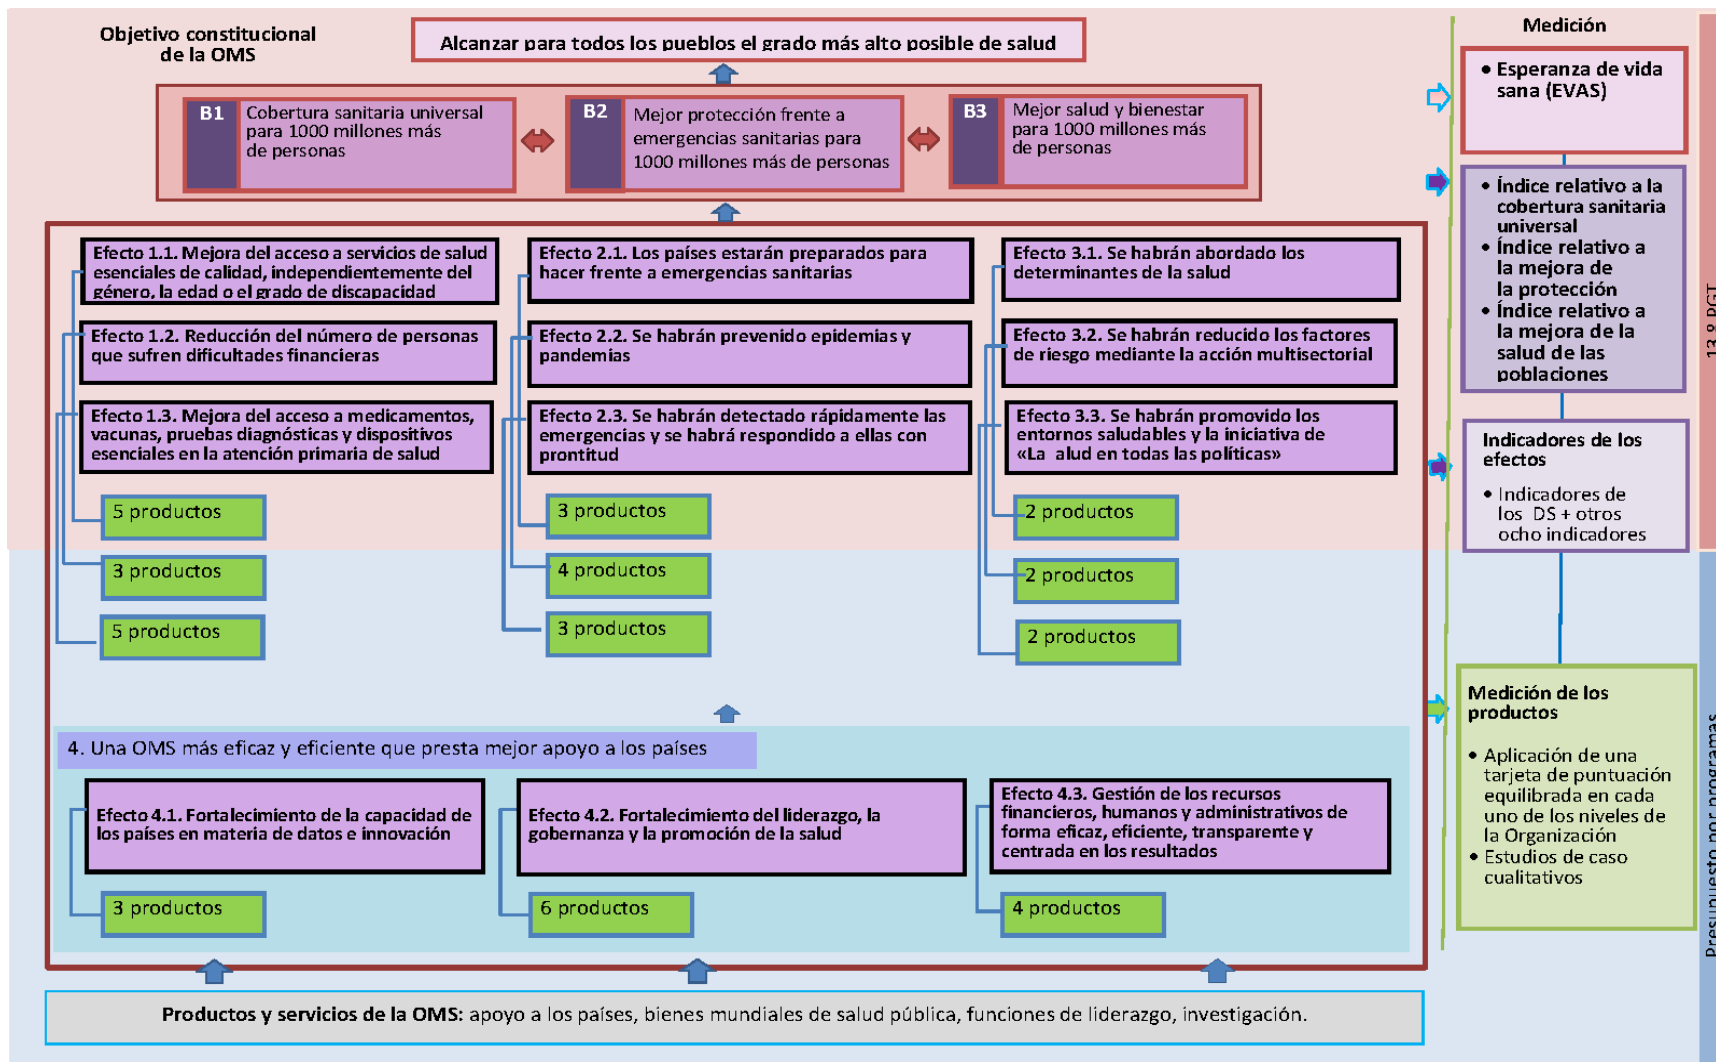 Objetivo constitucional
de la OMS
Alcanzar para todos los pueblos el grado más alto posible de salud
B1
Cobertura sanitaria universal
para 1000 millones más
de personas
B2
Mejor protección frente a
emergencias sanitarias para
1000 millones más de personas
B3
Mejor salud y bienestar
para 1000 millones más
de personas
Efecto 1.1. Mejora del acceso a servicios de salud
esenciales de calidad, independientemente del
género, la edad o el grado de discapacidad
Efecto 1.2. Reducción del número de personas
que sufren dificultades financieras
Efecto 1.3. Mejora del acceso a medicamentos,
vacunas, pruebas diagnósticas y dispositivos
esenciales en la atención primaria de salud
5 productos
3 productos
5 productos
Efecto 2.1. Los países estarán preparados para
hacer frente a emergencias sanitarias
Efecto 2.2. Se habrán prevenido epidemias y
pandemias
Efecto 2.3. Se habrán detectado rápidamente las
emergencias y se habrá respondido a ellas con
prontitud
3 productos
4 productos
3 productos
Efecto 3.1. Se habrán abordado los
determinantes de la salud
Efecto 3.2. Se habrán reducido los factores
de riesgo mediante la acción multisectorial
Efecto 3.3. Se habrán promovido los
entornos saludables y la iniciativa de
«La alud en todas las políticas»
2 productos
2 productos
2 productos
4. Una OMS más eficaz y eficiente que presta mejor apoyo a los países
Efecto 4.1. Fortalecimiento de la capacidad de
los países en materia de datos e innovación
3 productos
Efecto 4.2. Fortalecimiento del liderazgo, la
gobernanza y la promoción de la salud
6 productos
Efecto 4.3. Gestión de los recursos
financieros, humanos y administrativos de
forma eficaz, eficiente, transparente y
centrada en los resultados
4 productos
Productos y servicios de la OMS: apoyo a los países, bienes mundiales de salud pública, funciones de liderazgo, investigación.
Medición
• Esperanza de vida
sana (EVAS)
• Índice relativo a la
cobertura sanitaria
universal
• Índice relativo a
la mejora de
la protección
• Índice relativo a
la mejora de la
salud de las
poblaciones
Indicadores de los
efectos
• Indicadores de
los DS + otros
ocho indicadores
Medición de los
productos
• Aplicación de una
tarjeta de puntuación
equilibrada en cada
uno de los niveles de
la Organización
• Estudios de caso
cualitativos
13.8 PGT
Presupuesto por programas